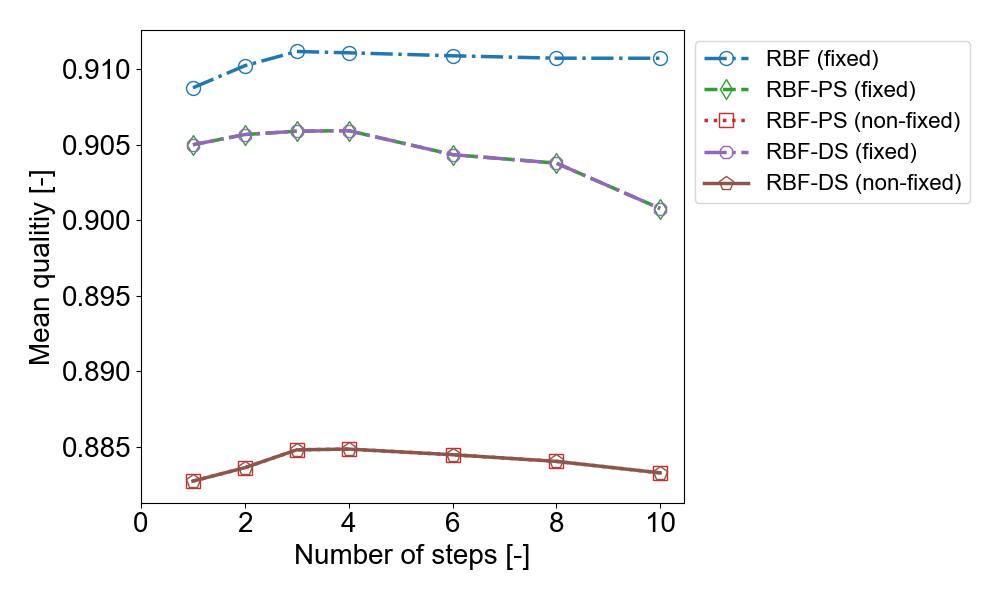 0.910
0.905
0.900
0.895
0.890
0.885
Mean qualitiy [-]
0 2 4 6 8 10
Number of steps [-]
RBF (fixed)
RBF-PS (fixed)
RBF-PS (non-fixed)
RBF-DS (fixed)
RBF-DS (non-fixed)